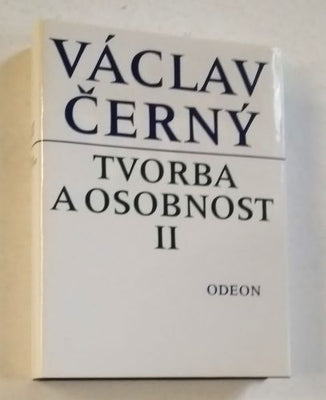 VÁCLAV
ČERNÝ
TVORBA
A OSOBNOST
II
ODEON